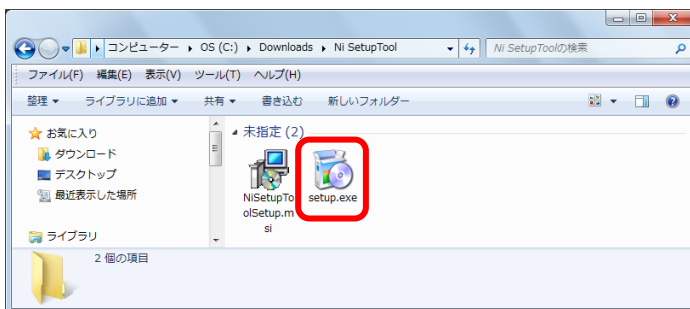 コンピューター OS (C:) Downloads Ni SetupTool Ni SetupToolの検索
ファイル(F) 編集(E) 表示(V) ツール(T) ヘルプ(H)
整理 ライブラリに追加 共有 書き込む 新しいフォルダー
お気に入り
ダウンロード
デスクトップ
最近表示した場所
ライブラリ
未指定 (2)
NiSetupTo
olSetup.m
si
setup.exe
2 個の項目